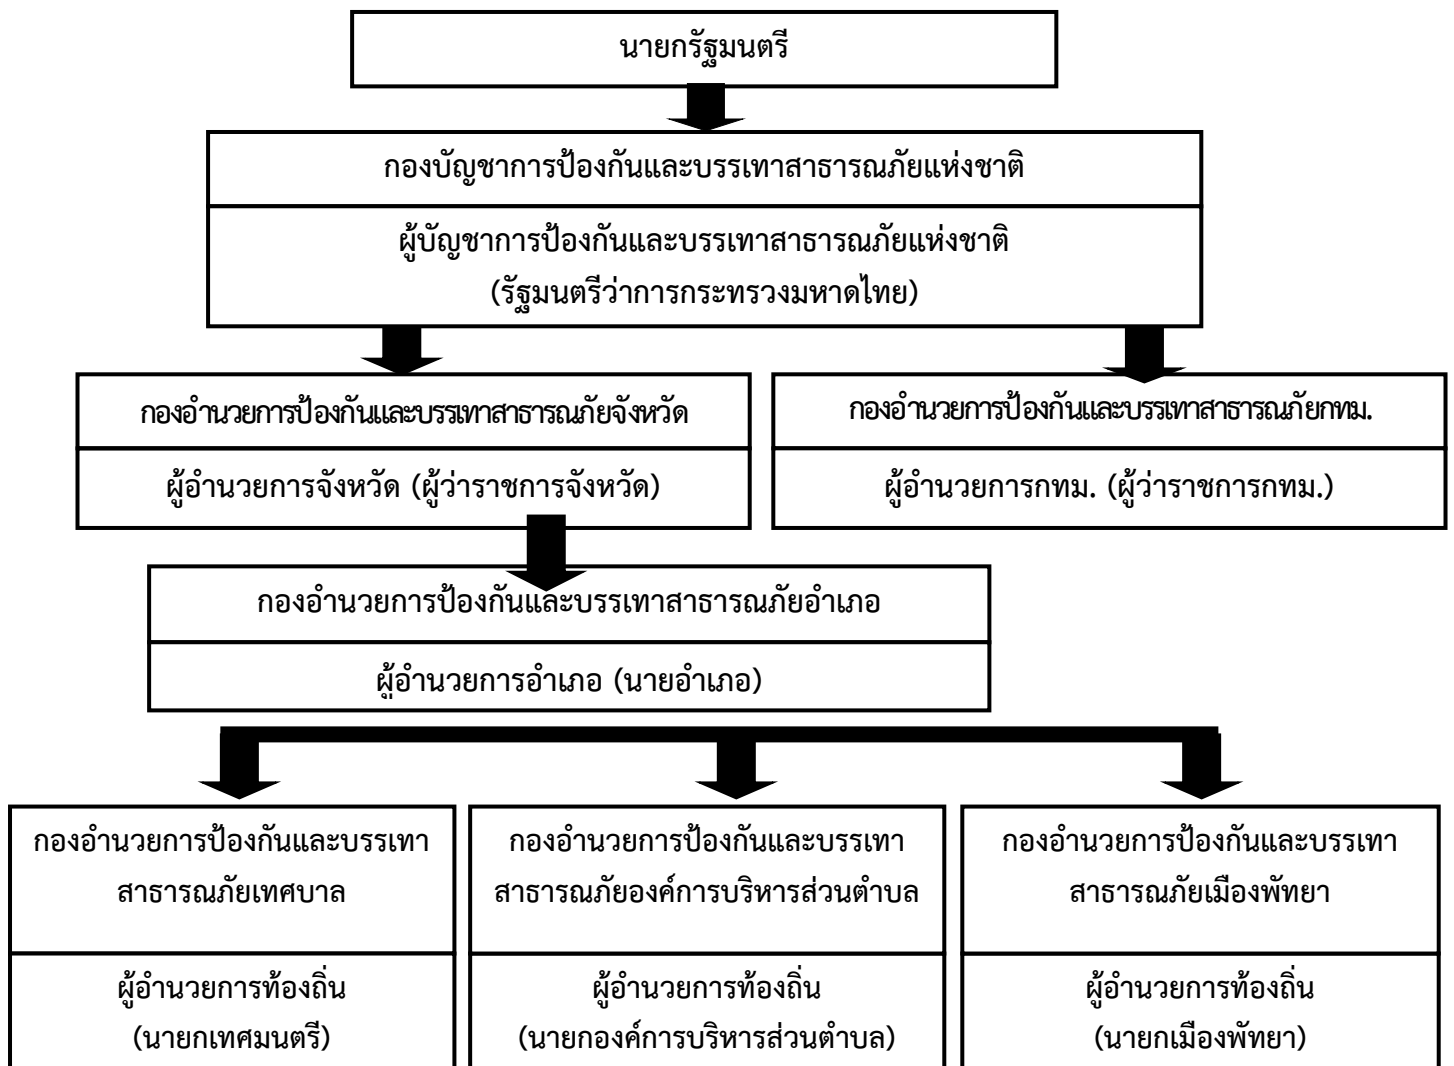 นายกรัฐมนตรี
กองบัญชาการป้องกันและบรรเทาสาธารณภัยแห่งชาติ
ผู้บัญชาการป้องกันและบรรเทาสาธารณภัยแห่งชาติ
(รัฐมนตรีว่าการกระทรวงมหาดไทย)
กองอำนวยการป้องกันและบรรเทาสาธารณภัยจังหวัด
ผู้อำนวยการจังหวัด (ผู้ว่าราชการจังหวัด)
กองอำนวยการป้องกันและบรรเทาสาธารณภัยกทม.
ผู้อำนวยการกทม. (ผู้ว่าราชการกทม.)
กองอำนวยการป้องกันและบรรเทาสาธารณภัยอำเภอ
ผู้อำนวยการอำเภอ (นายอำเภอ)
กองอำนวยการป้องกันและบรรเทา
สาธารณภัยเทศบาล
ผู้อำนวยการท้องถิ่น
(นายกเทศมนตรี)
กองอำนวยการป้องกันและบรรเทา
สาธารณภัยองค์การบริหารส่วนตำบล
ผู้อำนวยการท้องถิ่น
(นายกองค์การบริหารส่วนตำบล)
กองอำนวยการป้องกันและบรรเทา
สาธารณภัยเมืองพัทยา
ผู้อำนวยการท้องถิ่น
(นายกเมืองพัทยา)